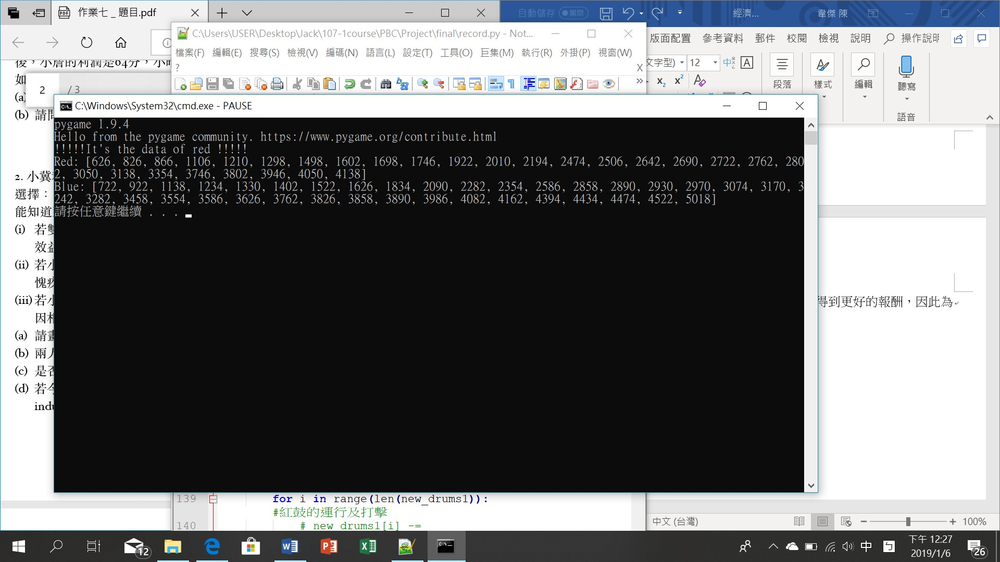 作業七 _ 題目.pdf
自動儲存 關閉
經濟...
韋傑 陳
C:\Users\USER\Desktop\Jack\107-1course\PBC\Project\final\record.py - Not...
檔案(F) 編輯(E) 搜尋(S) 檢視(V) 編碼(N) 語言(L) 設定(T) 工具(O) 巨集(M) 執行(R) 外掛(P) 視窗(W)
? X
版面配置 參考資料 郵件 校閱 檢視 說明 操作說明
文字型) 12
段落 樣式 編輯 聽寫
語音
後，小詹的利潤是64分，小
如
2 / 3
(a)
(b) 請
C:\Windows\System32\cmd.exe - PAUSE
pygame 1.9.4
Hello from the pygame community. https://www.pygame.org/contribute.html
!!!!!It's the data of red !!!!!
Red: [626, 826, 866, 1106, 1210, 1298, 1498, 1602, 1698, 1746, 1922, 2010, 2194, 2474, 2506, 2642, 2690, 2722, 2762, 280
2, 3050, 3138, 3354, 3746, 3802, 3946, 4050, 4138]
Blue: [722, 922, 1138, 1234, 1330, 1402, 1522, 1626, 1834, 2090, 2282, 2354, 2586, 2858, 2890, 2930, 2970, 3074, 3170, 3
242, 3282, 3458, 3554, 3586, 3626, 3762, 3826, 3858, 3890, 3986, 4082, 4162, 4394, 4434, 4474, 4522, 5018]
請按任意鍵繼續 . . .
2. 小冀
選擇：
能知道
(i) 若雙
效益
(ii) 若小
愧疚
(iii) 若小
因相
(a) 請畫
(b) 兩人
(c) 是否
(d) 若今
indu
得到更好的報酬，因此為
139 for i in range(len(new_drums1)):
#紅鼓的運行及打擊
140 # new_drums1[i] -=
中文 (台灣)
100%
12
中
下午 12:27
2019/1/6
26